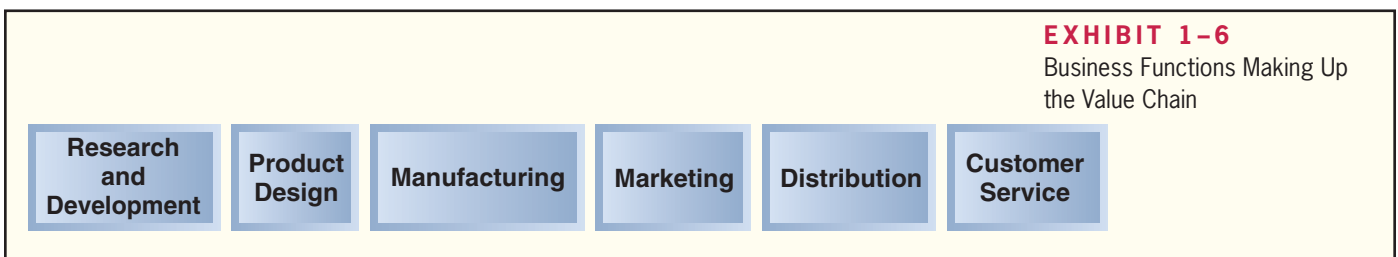 EXHIBIT 1–6
Business Functions Making Up
the Value Chain
Research
and
Development
Product
Design
Manufacturing
Marketing
Distribution
Customer
Service